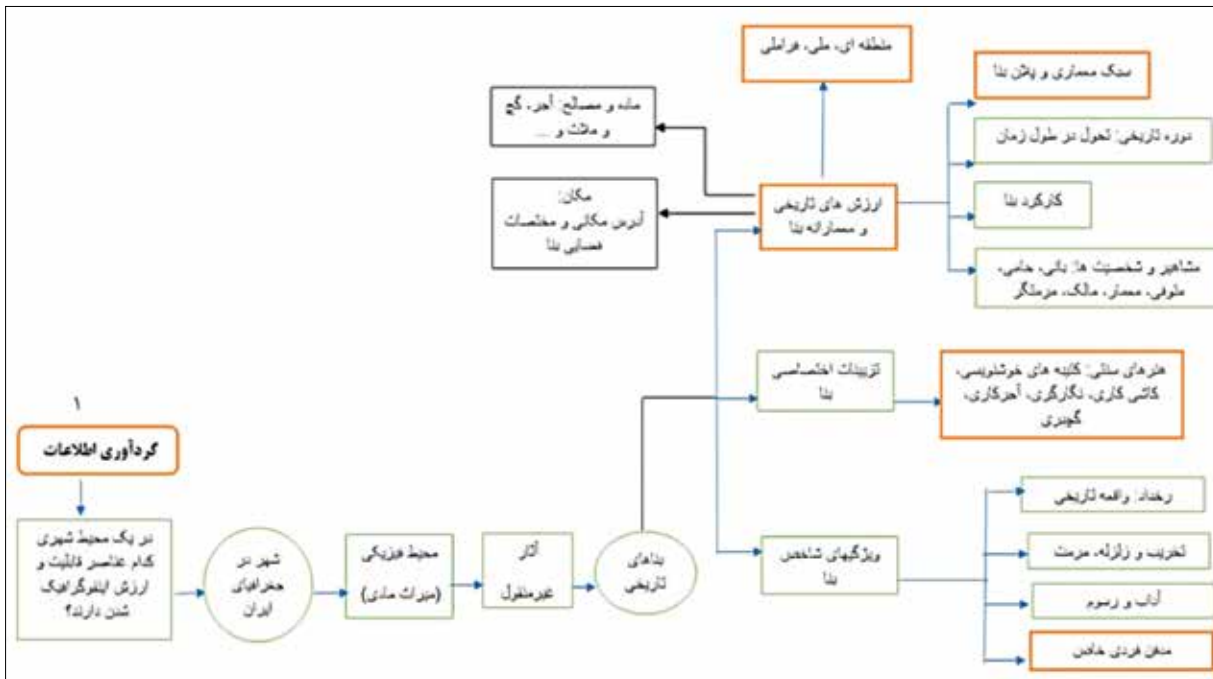 ۱
گردآوری اطلاعات
در یک محیط شهری
کدام عناصر قابلیت و
ارزش اینفوگرافیک
شدن دارند؟
شهر در
جغرافیای
ایران
محیط فیزیکی
(میراث مادی)
آثار
غیرمنقول
بناهای
تاریخی
ارزش های تاریخی
و معمارانه بنا
منطقه ای، ملی، فراملی
ماده و مصالح: آجر، گچ
و ملات و ...
مکان:
آدرس مکانی و مختصات
فضایی بنا
سبک معماری و پلان بنا
دوره تاریخی: تحول در طول زمان
کارکرد بنا
مشاهیر و شخصیت ها: بانی، حامی،
متوفی، معمار، مالک، مرمتگر
تزیینات اختصاصی
بنا
هنرهای سنتی: کتیبه های خوشنویسی،
کاشی کاری، نگارگری، آجرکاری،
گچبری
ویژگیهای شاخص
بنا
رخداد: واقعه تاریخی
تخریب و زلزله، مرمت
آداب و رسوم
مدفن فردی خاص